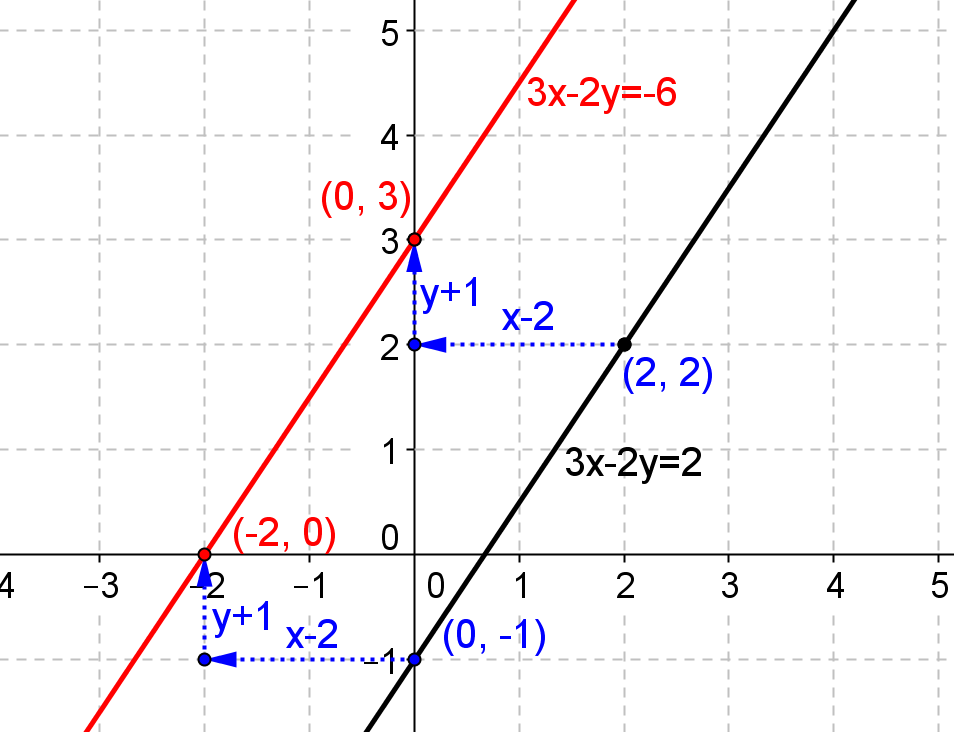 5
3x-2y=-6
4
(0, 3)
3
y+1
x-2
2
(2, 2)
1
3x-2y=2
(-2, 0)
0
4 −3 −2 −1 0 1 2 3 4 5
y+1
x-2
(0, -1)
−1